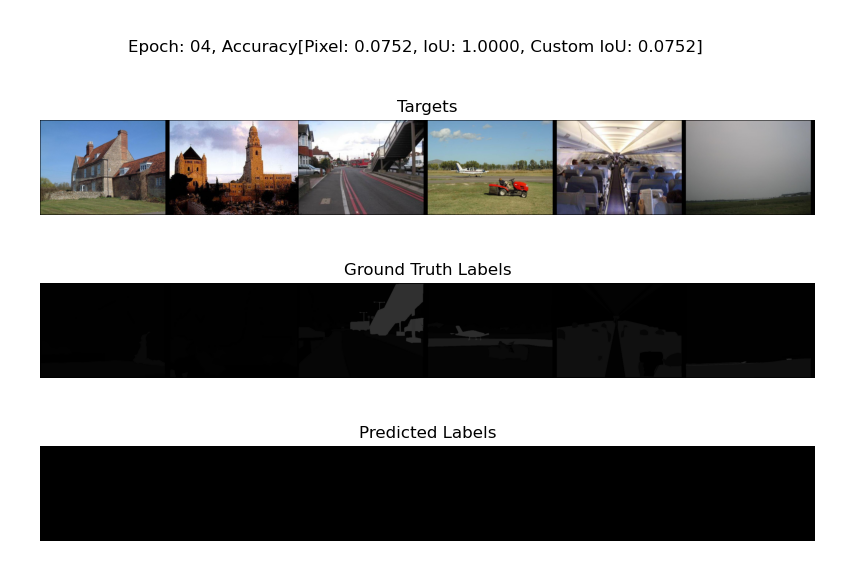 Epoch: 04, Accuracy[Pixel: 0.0752, IoU: 1.0000, Custom IoU: 0.0752]
Targets
Ground Truth Labels
Predicted Labels